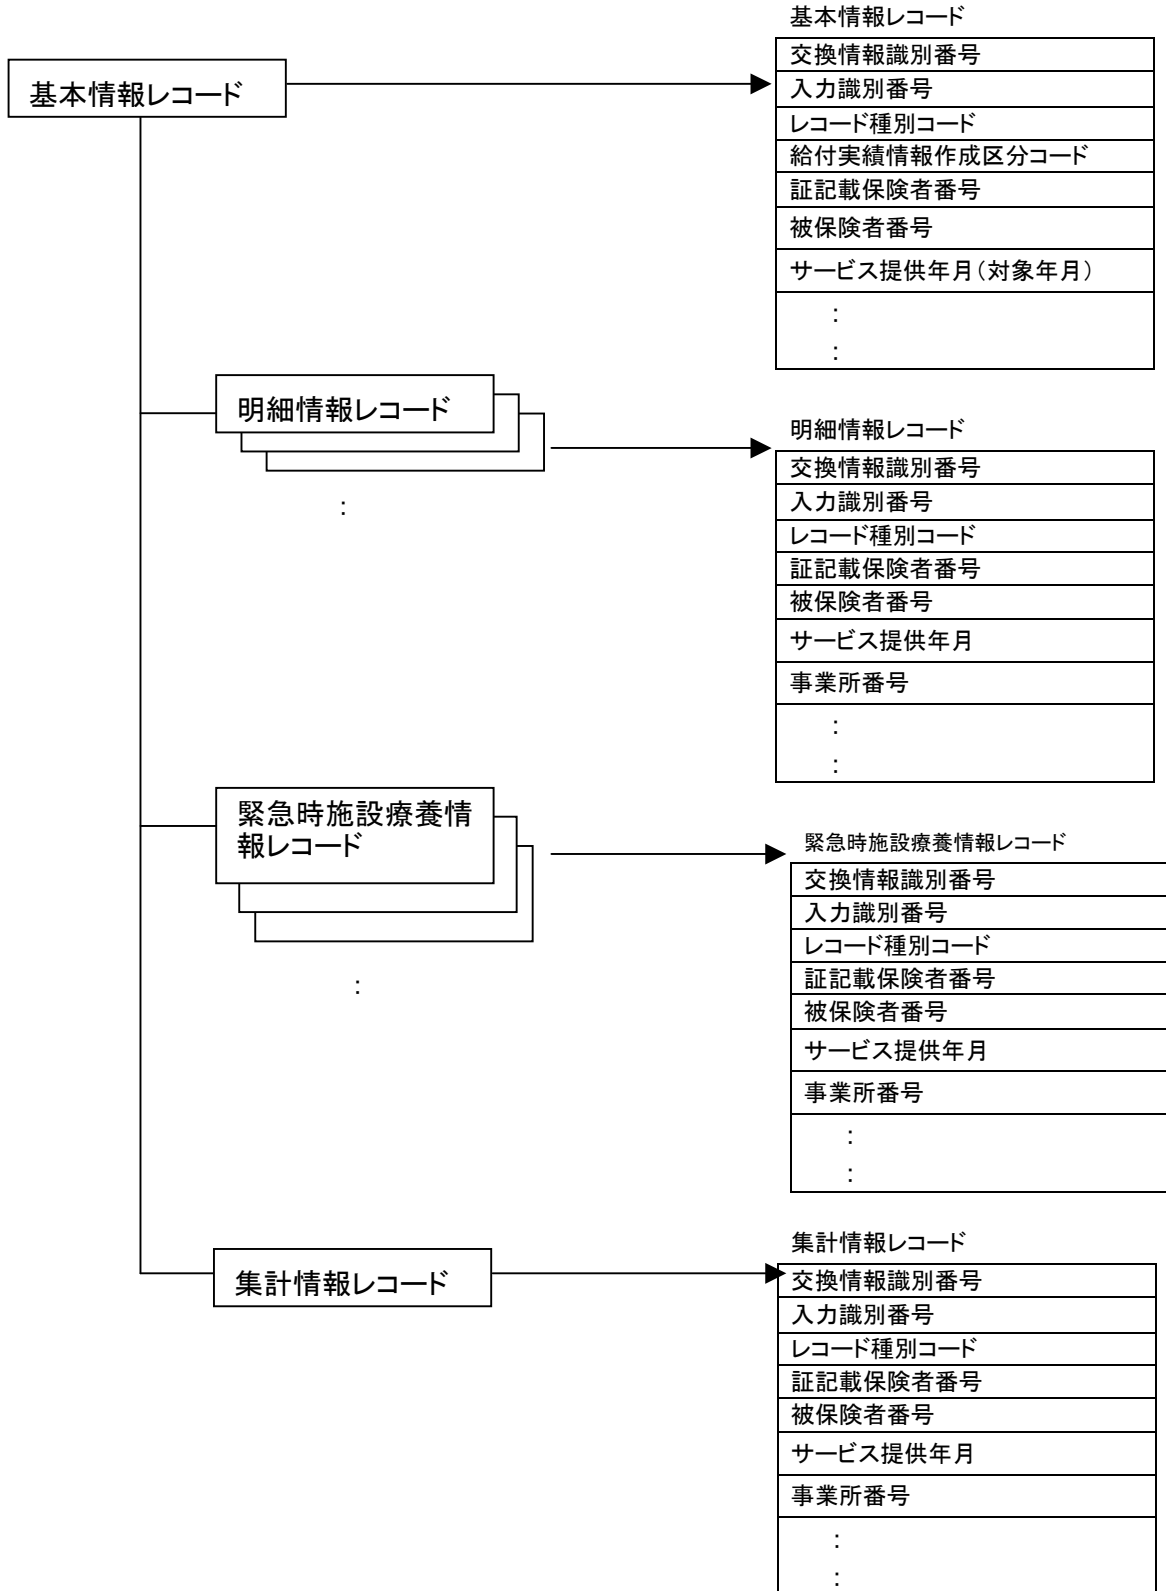 基本情報レコード
基本情報レコード
交換情報識別番号
入力識別番号
レコード種別コード
給付実績情報作成区分コード
証記載保険者番号
被保険者番号
サービス提供年月(対象年月)
:
:
明細情報レコード
:
明細情報レコード
交換情報識別番号
入力識別番号
レコード種別コード
証記載保険者番号
被保険者番号
サービス提供年月
事業所番号
:
:
緊急時施設療養情
報レコード
:
緊急時施設療養情報レコード
交換情報識別番号
入力識別番号
レコード種別コード
証記載保険者番号
被保険者番号
サービス提供年月
事業所番号
:
:
集計情報レコード
集計情報レコード
交換情報識別番号
入力識別番号
レコード種別コード
証記載保険者番号
被保険者番号
サービス提供年月
事業所番号
:
: